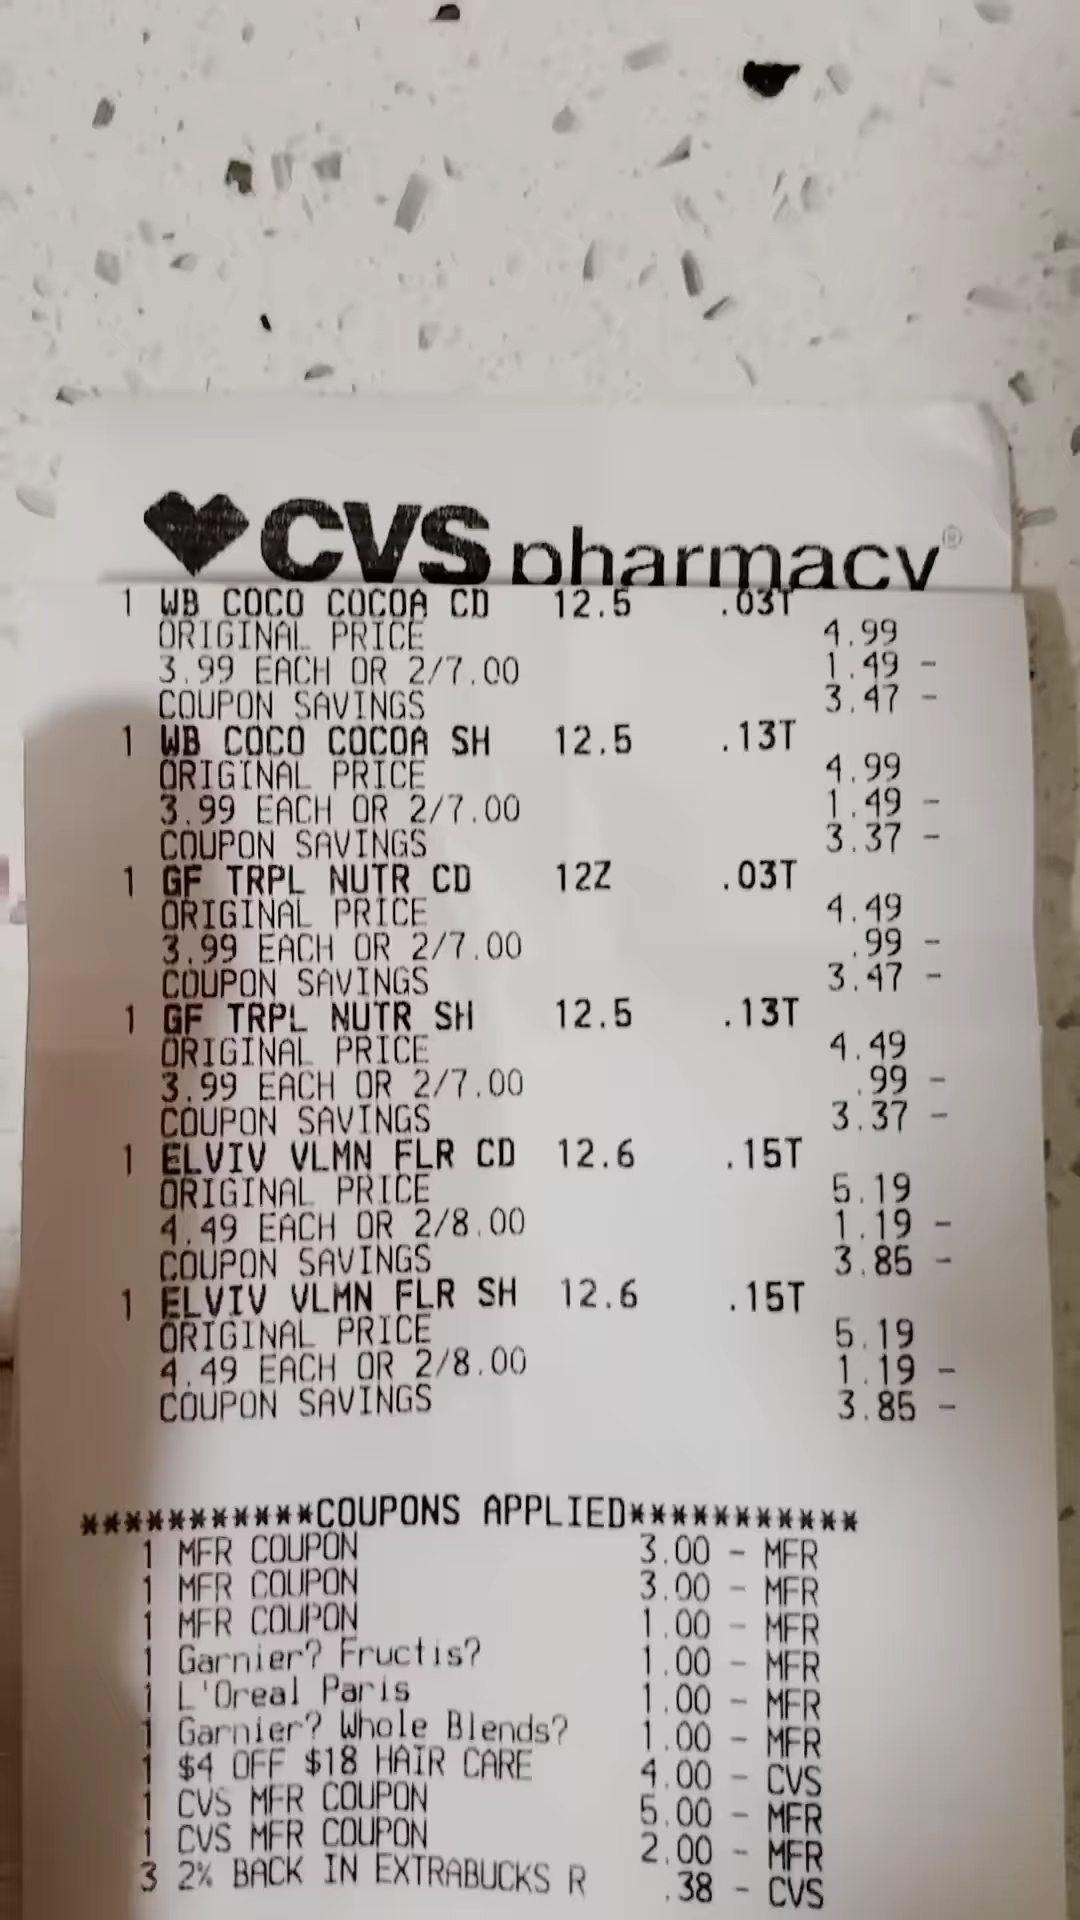 CVS pharmacy®
1 WB COCO COCOA CD 12.5 .03T
ORIGINAL PRICE 4.99
3.99 EACH OR 2/7.00 1.49 -
COUPON SAVINGS 3.47 -
1 WB COCO COCOA SH 12.5 .13T
ORIGINAL PRICE 4.99
3.99 EACH OR 2/7.00 1.49 -
COUPON SAVINGS 3.37 -
1 GF TRPL NUTR CD 12Z .03T
ORIGINAL PRICE 4.49
3.99 EACH OR 2/7.00 .99 -
COUPON SAVINGS 3.47 -
1 GF TRPL NUTR SH 12.5 .13T
ORIGINAL PRICE 4.49
3.99 EACH OR 2/7.00 .99 -
COUPON SAVINGS 3.37 -
1 ELVIV VLMN FLR CD 12.6 .15T
ORIGINAL PRICE 5.19
4.49 EACH OR 2/8.00 1.19 -
COUPON SAVINGS 3.85 -
1 ELVIV VLMN FLR SH 12.6 .15T
ORIGINAL PRICE 5.19
4.49 EACH OR 2/8.00 1.19 -
COUPON SAVINGS 3.85 -
***********COUPONS APPLIED***********
1 MFR COUPON 3.00 - MFR
1 MFR COUPON 3.00 - MFR
1 MFR COUPON 1.00 - MFR
1 Garnier? Fructis? 1.00 - MFR
1 L'Oreal Paris 1.00 - MFR
1 Garnier? Whole Blends? 1.00 - MFR
1 $4 OFF $18 HAIR CARE 4.00 - CVS
1 CVS MFR COUPON 5.00 - MFR
1 CVS MFR COUPON 2.00 - MFR
3 2% BACK IN EXTRABUCKS R .38 - CVS